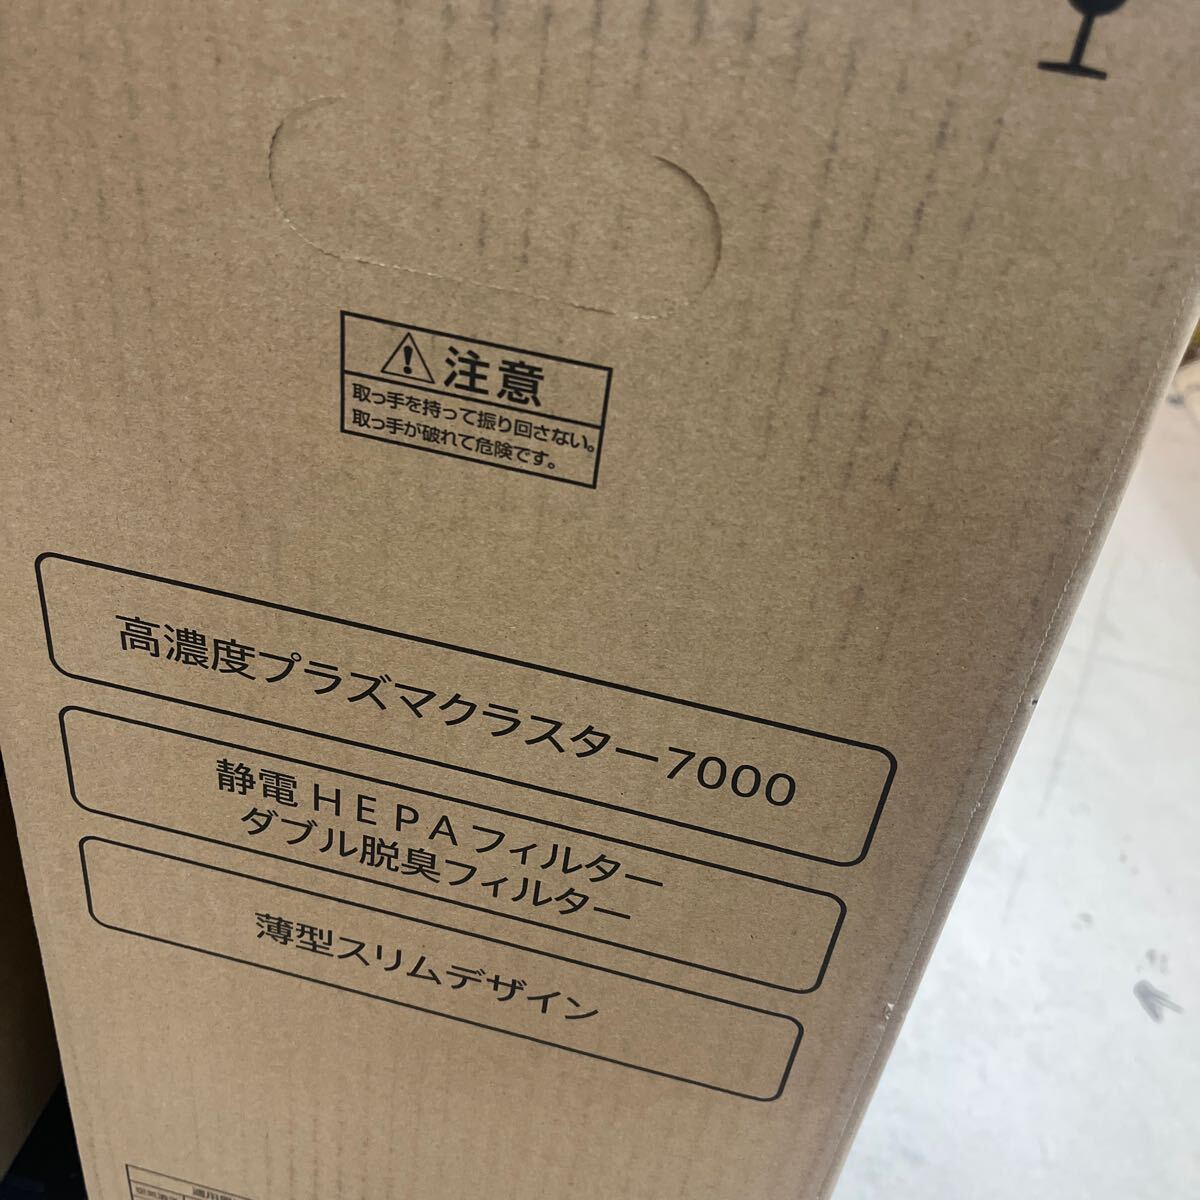 注意
取っ手を持って振り回さない。
取っ手が破れて危険です。
高濃度プラズマクラスター7000
静電HEPAフィルター
ダブル脱臭フィルター
薄型スリムデザイン